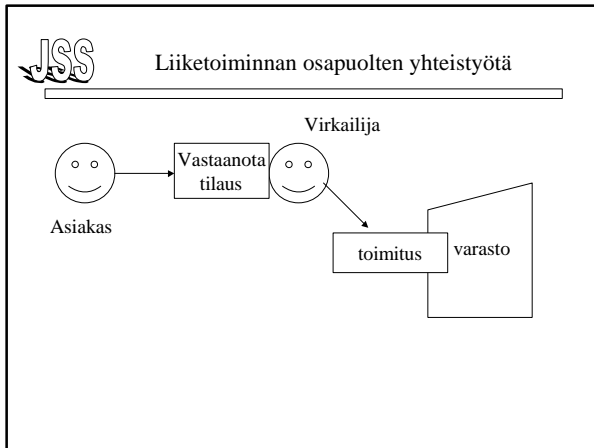 JSS
Liiketoiminnan osapuolten yhteistyötä
Virkailija
Vastaanota
tilaus
Asiakas
toimitus
varasto